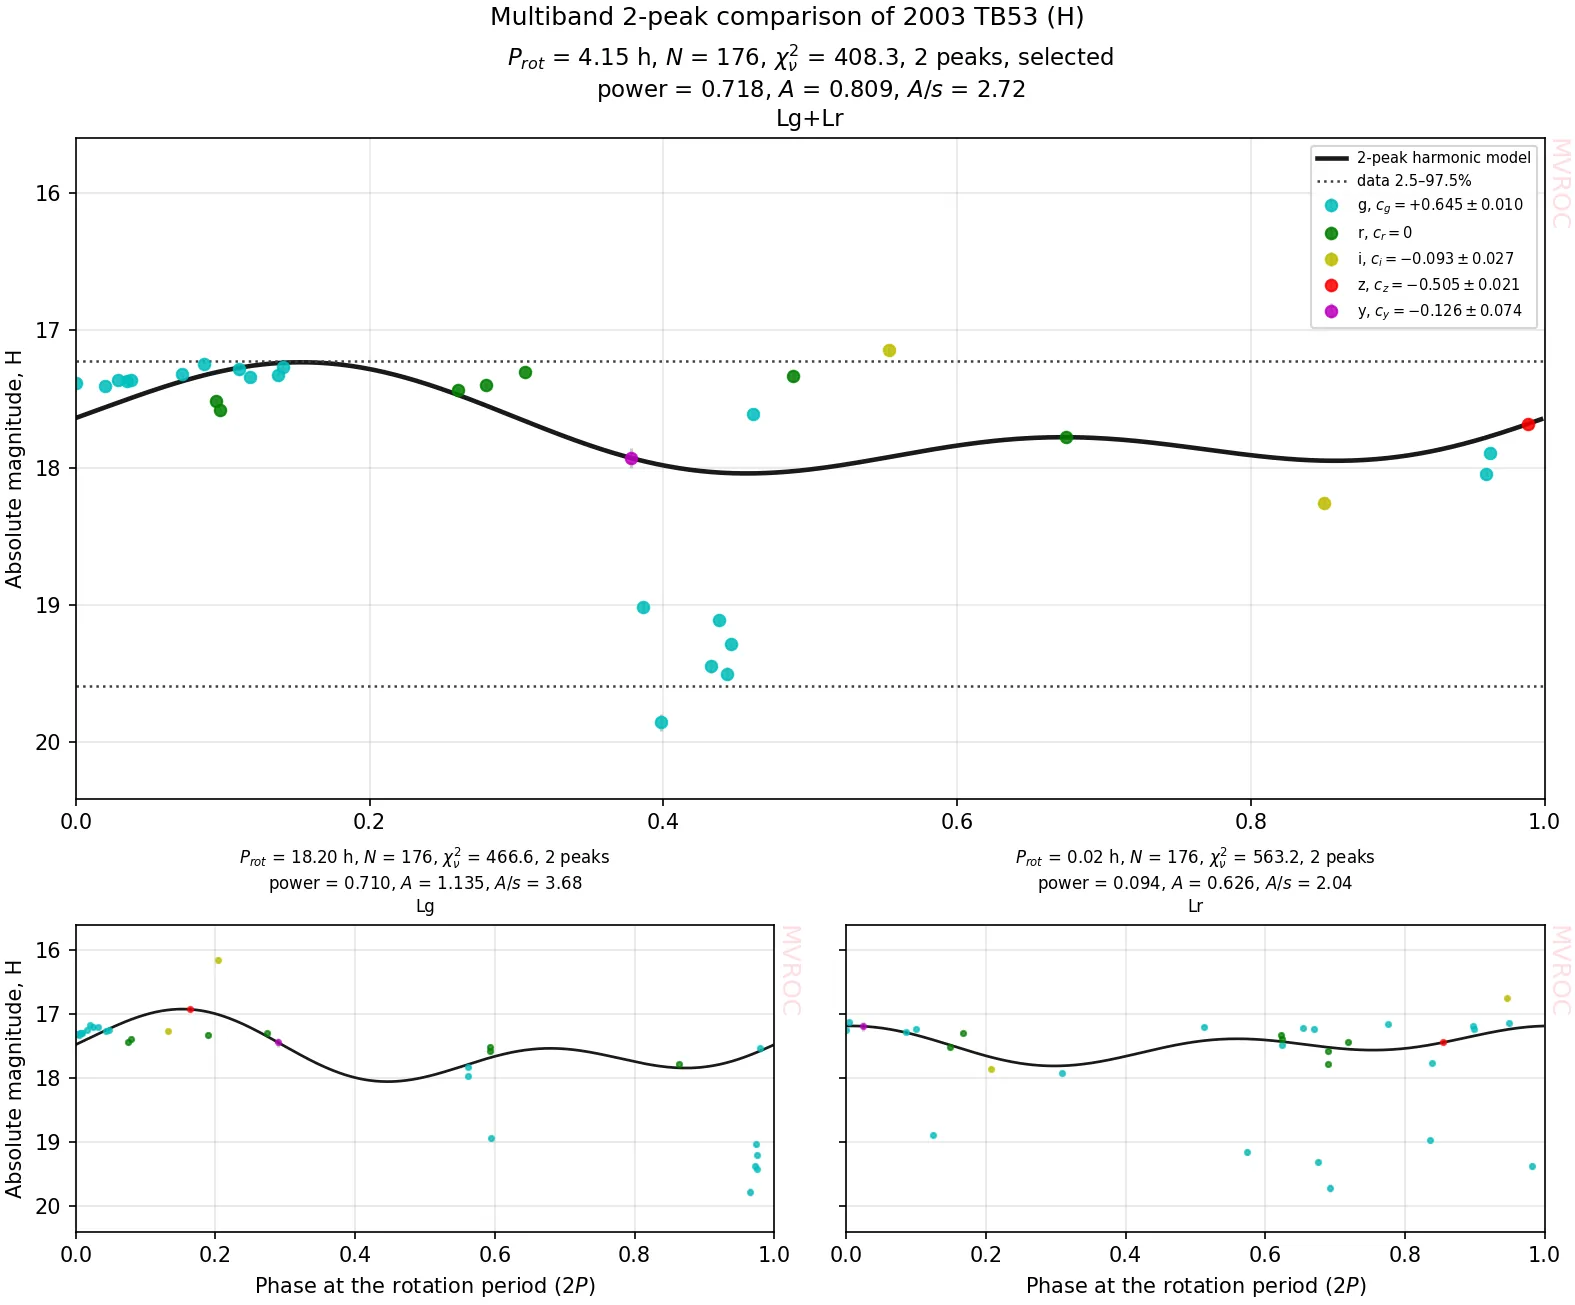 Multiband 2-peak comparison of 2003 TB53 (H)
P_rot = 4.15 h, N = 176, χ²_ν = 408.3, 2 peaks, selected
power = 0.718, A = 0.809, A/s = 2.72
Lg+Lr
2-peak harmonic model
data 2.5–97.5%
g, c_g = +0.645 ± 0.010
r, c_r = 0
i, c_i = −0.093 ± 0.027
z, c_z = −0.505 ± 0.021
y, c_y = −0.126 ± 0.074
MVROC
Absolute magnitude, H
16
17
18
19
20
0.0 0.2 0.4 0.6 0.8 1.0
P_rot = 18.20 h, N = 176, χ²_ν = 466.6, 2 peaks
power = 0.710, A = 1.135, A/s = 3.68
Lg
MVROC
Absolute magnitude, H
16
17
18
19
20
0.0 0.2 0.4 0.6 0.8 1.0
Phase at the rotation period (2P)
P_rot = 0.02 h, N = 176, χ²_ν = 563.2, 2 peaks
power = 0.094, A = 0.626, A/s = 2.04
Lr
MVROC
0.0 0.2 0.4 0.6 0.8 1.0
Phase at the rotation period (2P)